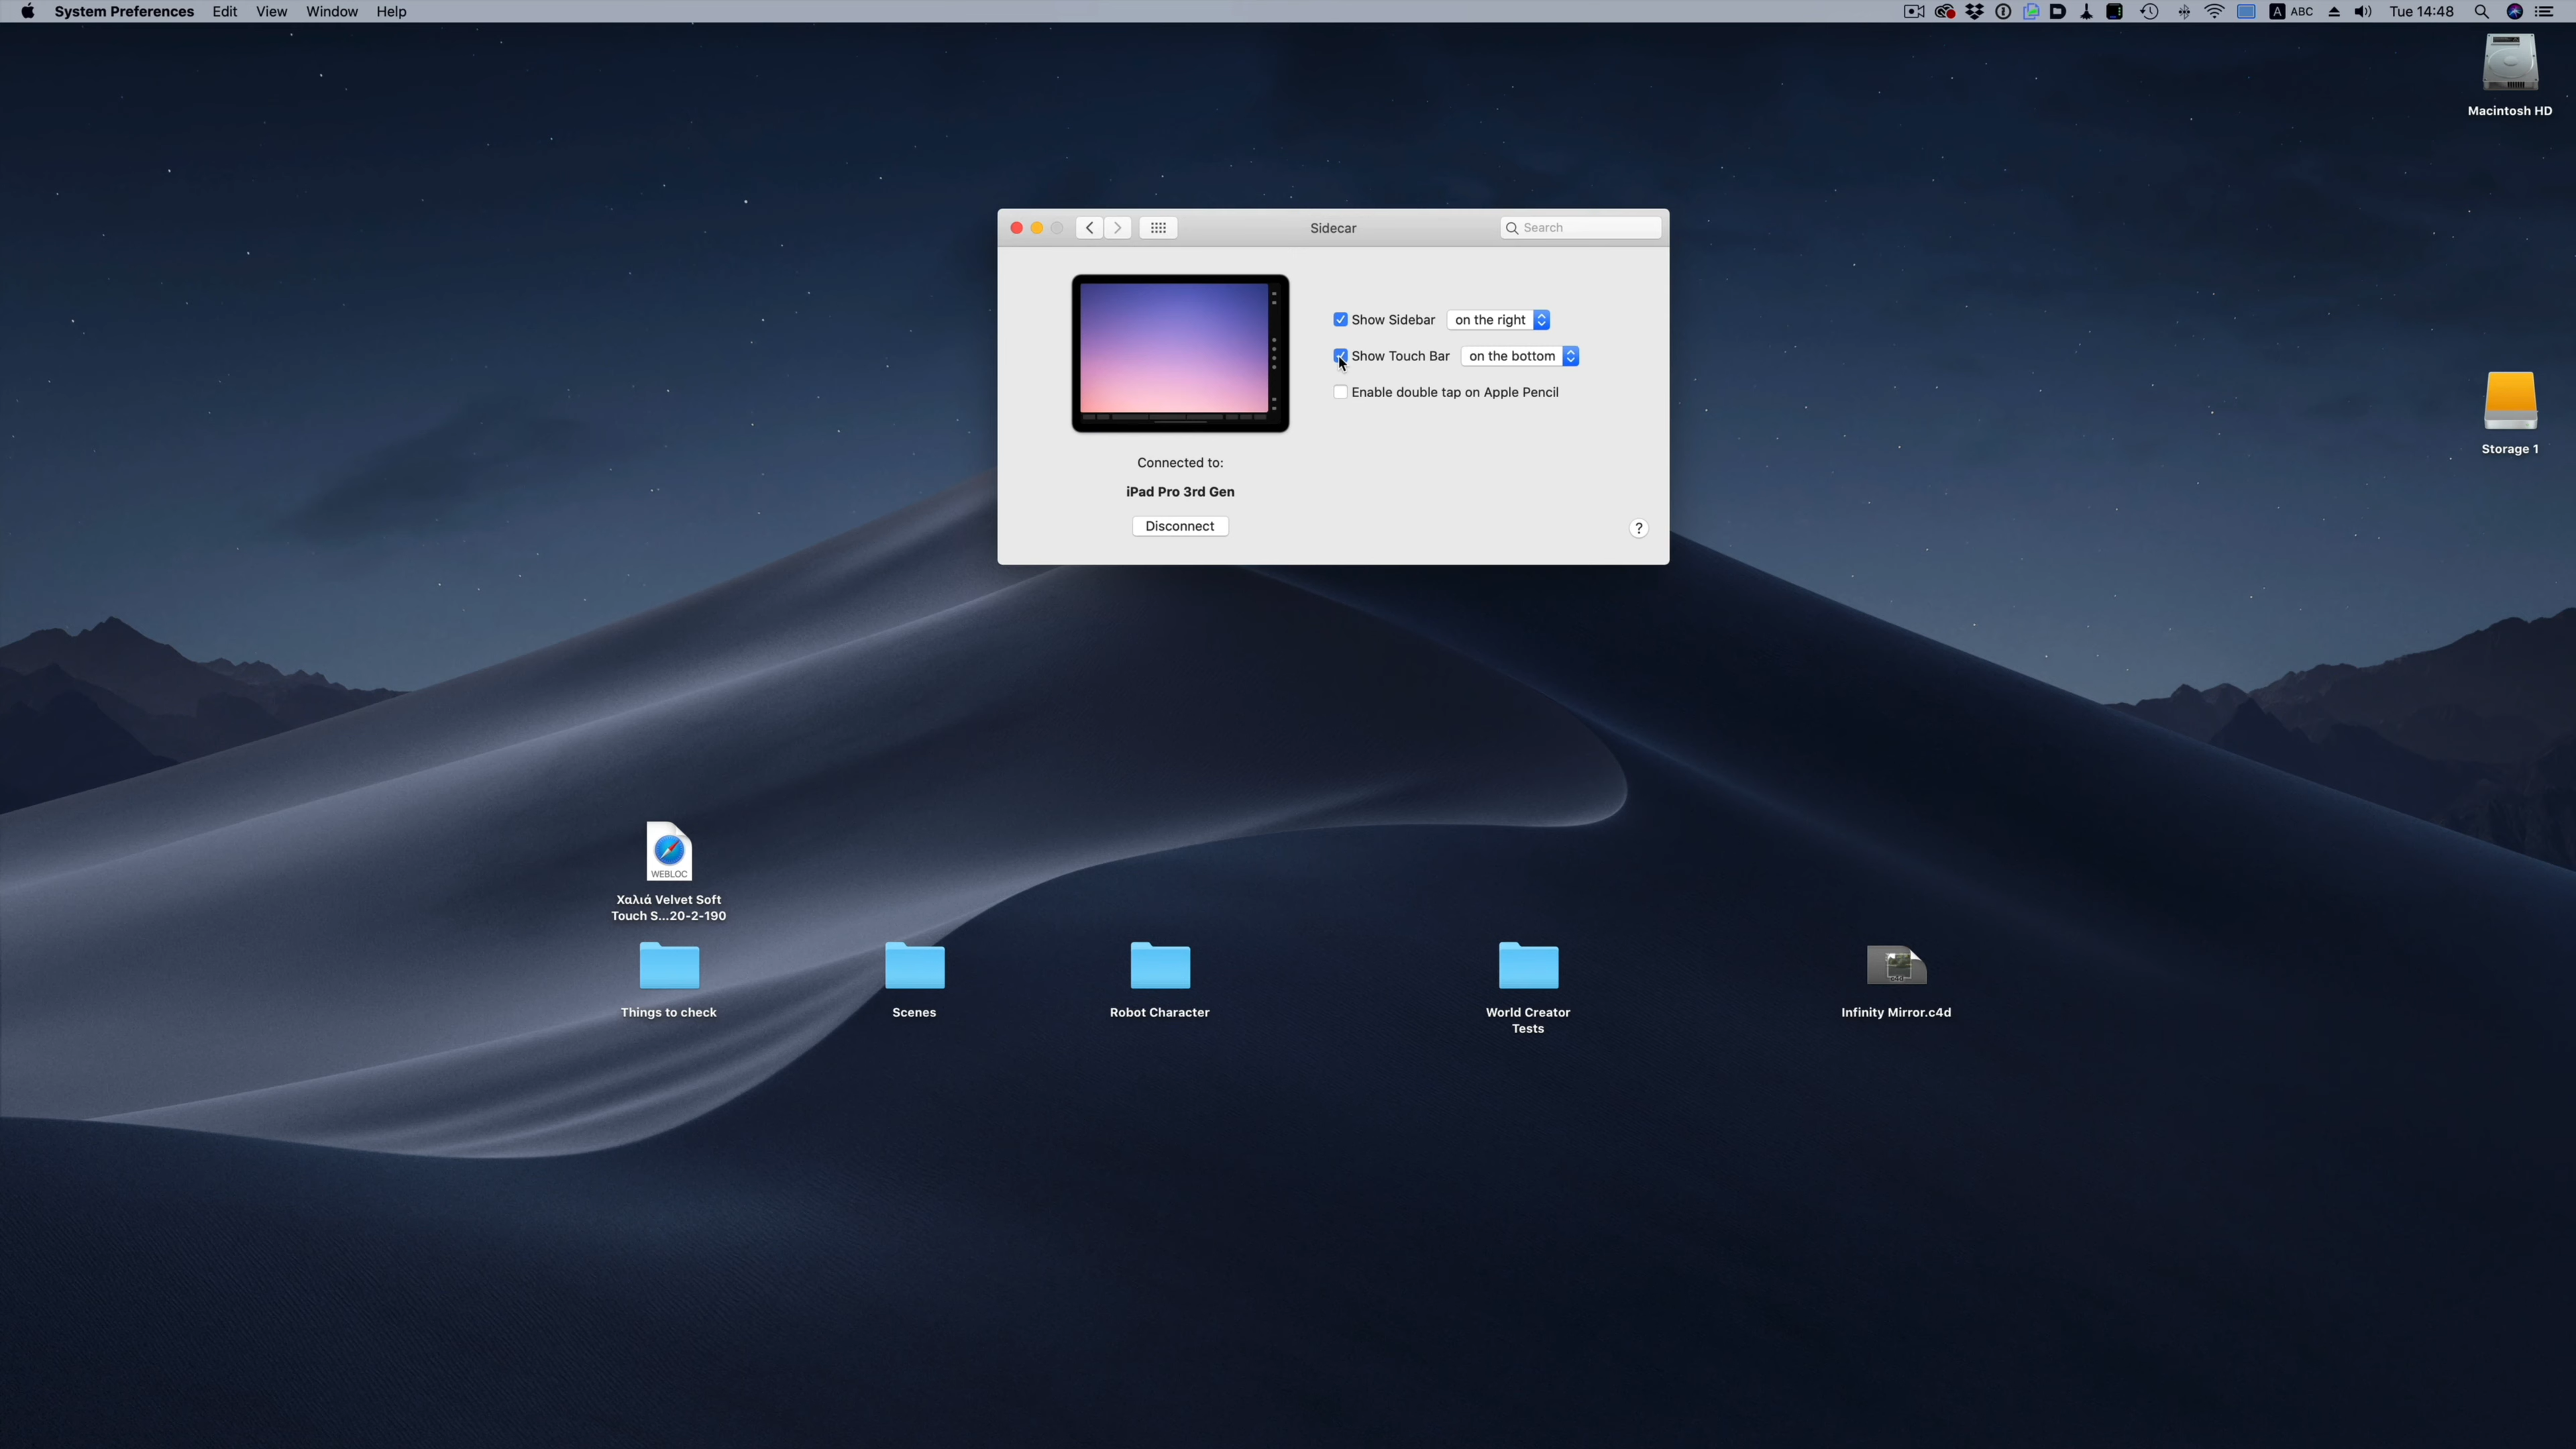 System Preferences Edit View Window Help
ABC Tue 14:48
Macintosh HD
Sidecar
Search
Show Sidebar on the right
Show Touch Bar on the bottom
Enable double tap on Apple Pencil
Connected to:
iPad Pro 3rd Gen
Disconnect
?
Storage 1
WEBLOC
Χαλιά Velvet Soft
Touch S...20-2-190
Things to check
Scenes
Robot Character
World Creator
Tests
Infinity Mirror.c4d